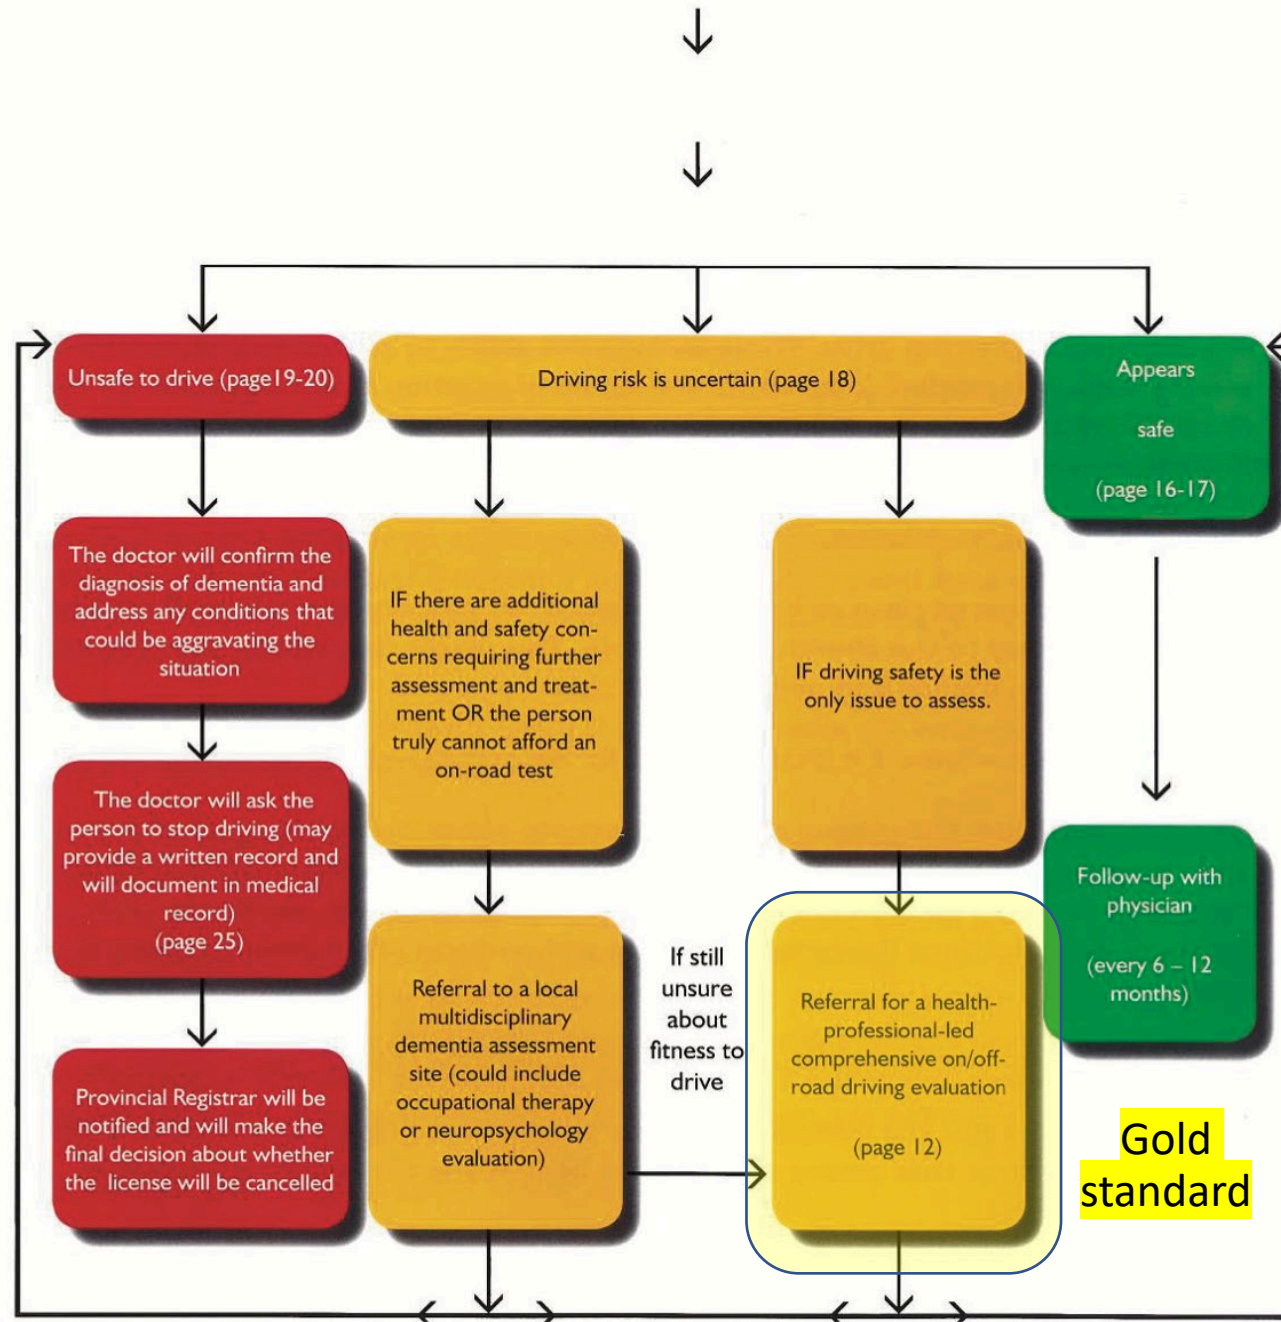 Unsafe to drive (page19-20)
Driving risk is uncertain (page 18)
Appears
safe
(page 16-17)
The doctor will confirm the
diagnosis of dementia and
address any conditions that
could be aggravating the
situation
The doctor will ask the
person to stop driving (may
provide a written record and
will document in medical
record)
(page 25)
Provincial Registrar will be
notified and will make the
final decision about whether
the license will be cancelled
IF there are additional
health and safety con-
cerns requiring further
assessment and treat-
ment OR the person
truly cannot afford an
on-road test
Referral to a local
multidisciplinary
dementia assessment
site (could include
occupational therapy
or neuropsychology
evaluation)
If still
unsure
about
fitness to
drive
IF driving safety is the
only issue to assess.
Referral for a health-
professional-led
comprehensive on/off-
road driving evaluation
(page 12)
Follow-up with
physician
(every 6 – 12
months)
Gold
standard